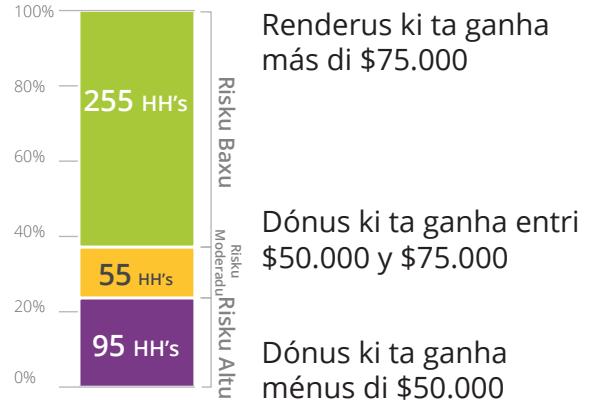 100%
80%
60%
40%
20%
0%
255 HH's
55 HH's
95 HH's
Risku Baxu
Risku
Moderadu
Risku Altu
Renderus ki ta ganha
más di $75.000
Dónus ki ta ganha entri
$50.000 y $75.000
Dónus ki ta ganha
ménus di $50.000